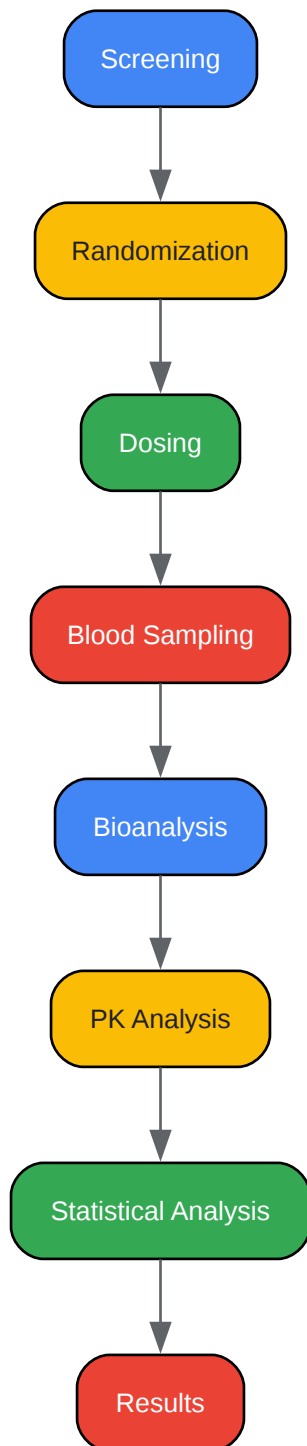 Screening
Randomization
Dosing
Blood Sampling
Bioanalysis
PK Analysis
Statistical Analysis
Results